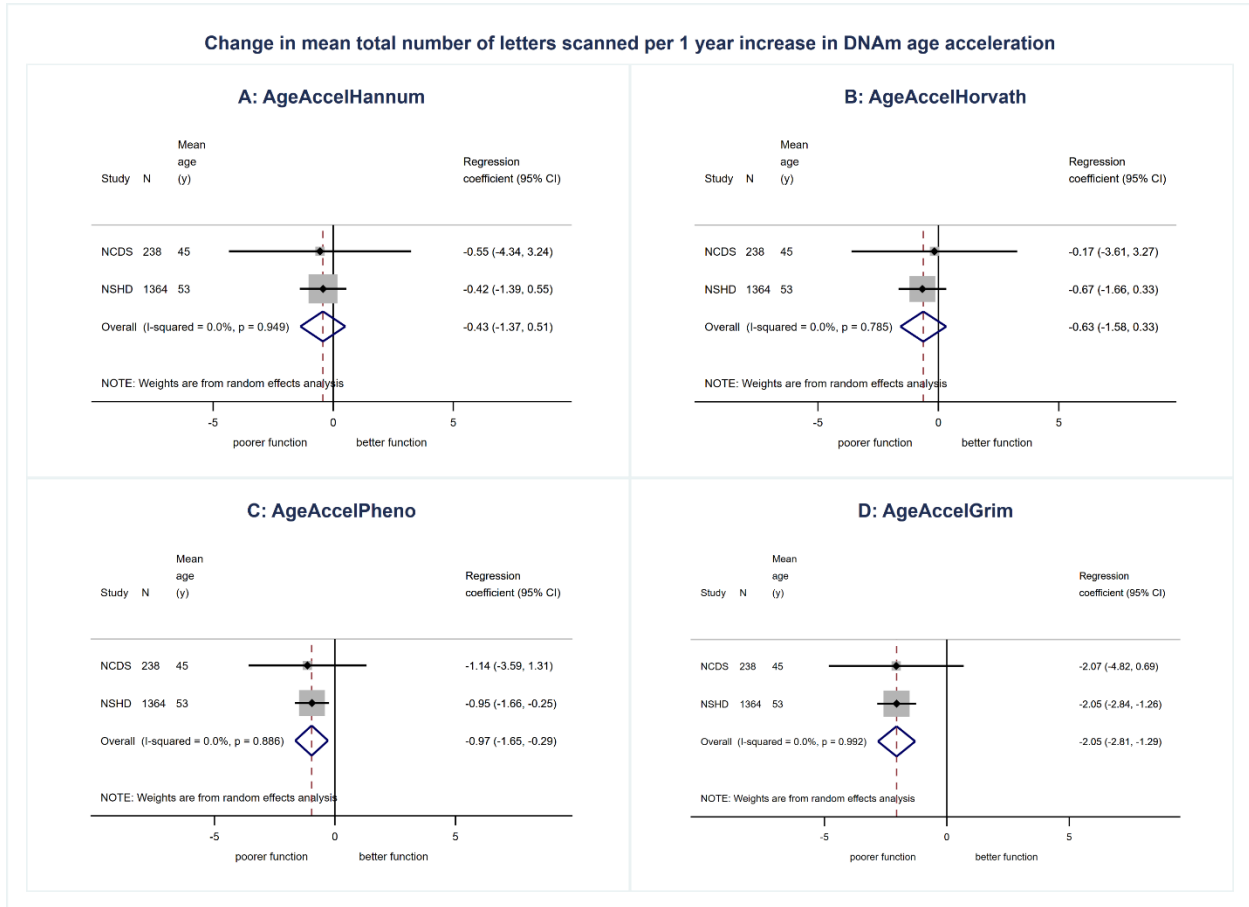 Change in mean total number of letters scanned per 1 year increase in DNAm age acceleration
A: AgeAccelHannum
Mean
age
Regression
Study N (y) coefficient (95% CI)
NCDS 238 45 -0.55 (-4.34, 3.24)
NSHD 1364 53 -0.42 (-1.39, 0.55)
Overall (I-squared = 0.0%, p = 0.949) -0.43 (-1.37, 0.51)
NOTE: Weights are from random effects analysis
-5 0 5
poorer function better function
B: AgeAccelHorvath
Mean
age
Regression
Study N (y) coefficient (95% CI)
NCDS 238 45 -0.17 (-3.61, 3.27)
NSHD 1364 53 -0.67 (-1.66, 0.33)
Overall (I-squared = 0.0%, p = 0.785) -0.63 (-1.58, 0.33)
NOTE: Weights are from random effects analysis
-5 0 5
poorer function better function
C: AgeAccelPheno
Mean
age
Regression
Study N (y) coefficient (95% CI)
NCDS 238 45 -1.14 (-3.59, 1.31)
NSHD 1364 53 -0.95 (-1.66, -0.25)
Overall (I-squared = 0.0%, p = 0.886) -0.97 (-1.65, -0.29)
NOTE: Weights are from random effects analysis
-5 0 5
poorer function better function
D: AgeAccelGrim
Mean
age
Regression
Study N (y) coefficient (95% CI)
NCDS 238 45 -2.07 (-4.82, 0.69)
NSHD 1364 53 -2.05 (-2.84, -1.26)
Overall (I-squared = 0.0%, p = 0.992) -2.05 (-2.81, -1.29)
NOTE: Weights are from random effects analysis
-5 0 5
poorer function better function